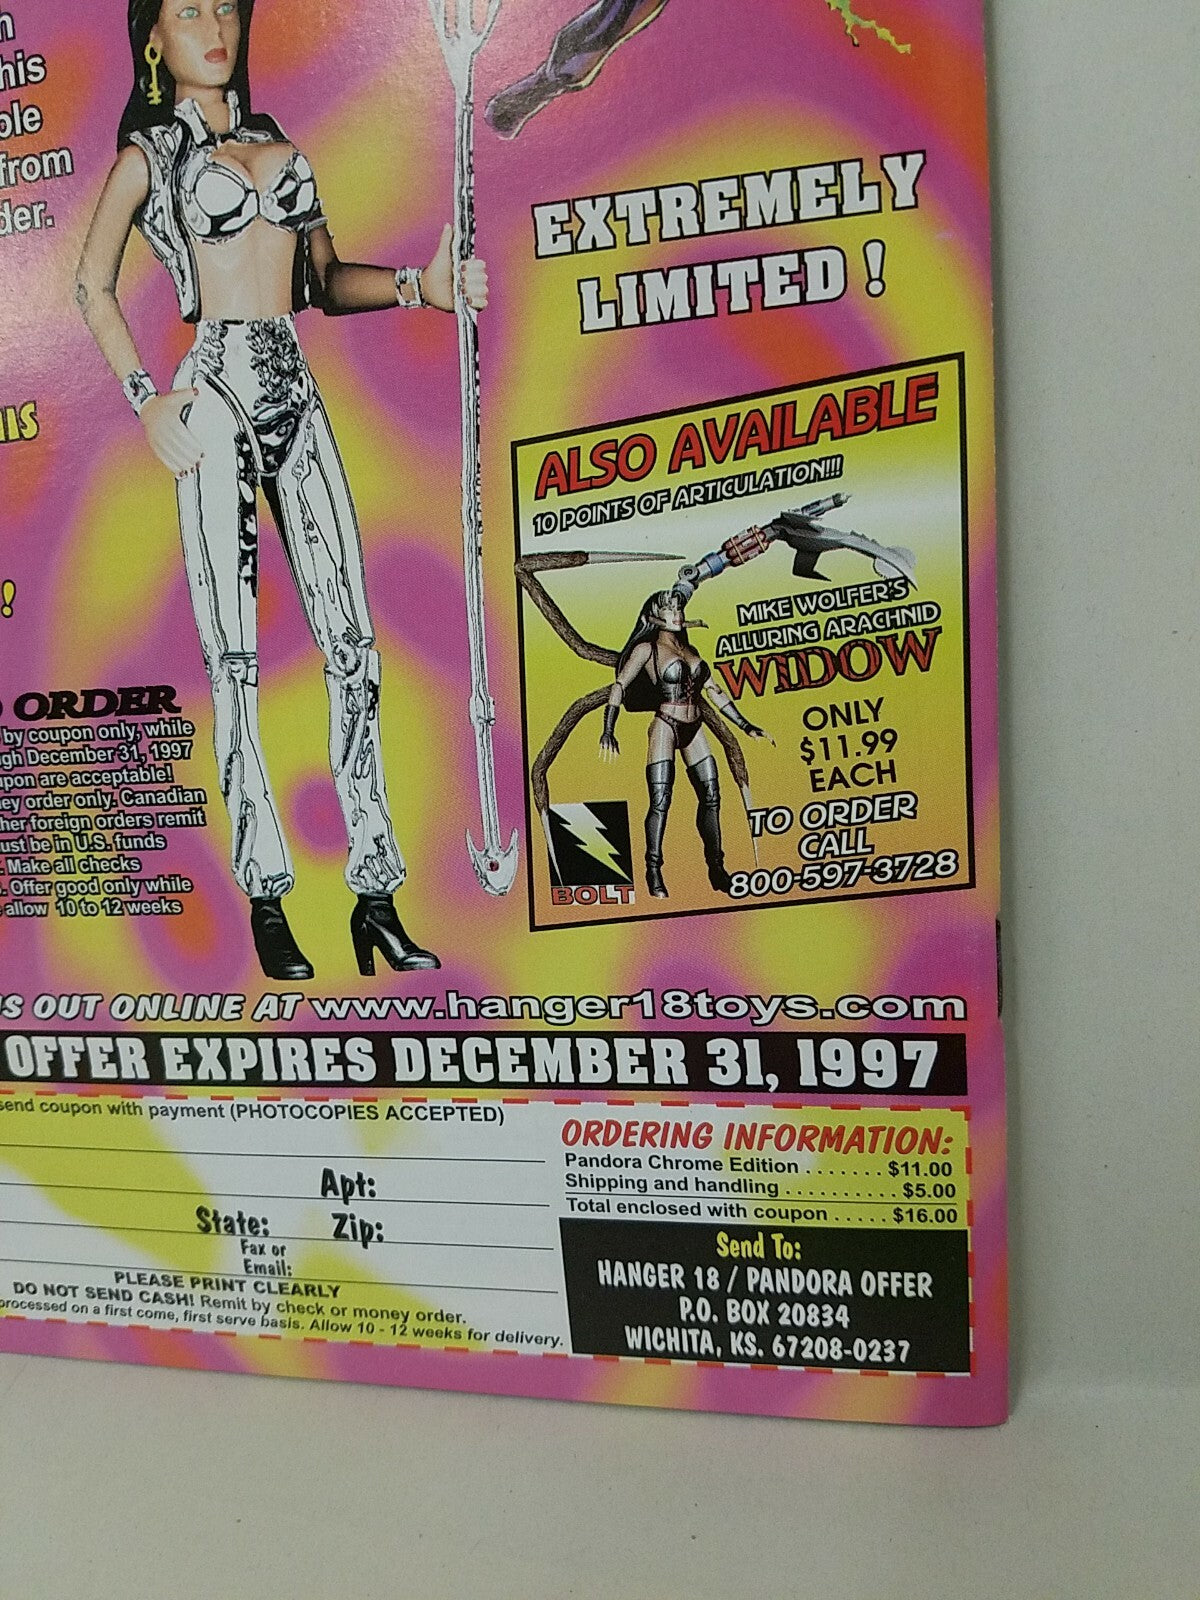 his
from
der.
EXTREMELY
LIMITED !
ALSO AVAILABLE
10 POINTS OF ARTICULATION!!!
MIKE WOLFER'S
ALLURING ARACHNID
WIDOW
ONLY
$11.99
EACH
TO ORDER
CALL
800-597-3728
BOLT
!
ORDER
by coupon only, while
December 31, 1997
are acceptable!
order only. Canadian
foreign orders remit
be in U.S. funds
Make all checks
Offer good only while
allow 10 to 12 weeks
OUT ONLINE AT www.hanger18toys.com
OFFER EXPIRES DECEMBER 31, 1997
send coupon with payment (PHOTOCOPIES ACCEPTED)
Apt:
State: Zip:
Fax or
Email:
PLEASE PRINT CLEARLY
DO NOT SEND CASH! Remit by check or money order.
processed on a first come, first serve basis. Allow 10 - 12 weeks for delivery.
ORDERING INFORMATION:
Pandora Chrome Edition . . . . . . . $11.00
Shipping and handling . . . . . . . . . . $5.00
Total enclosed with coupon . . . . . $16.00
Send To:
HANGER 18 / PANDORA OFFER
P.O. BOX 20834
WICHITA, KS. 67208-0237